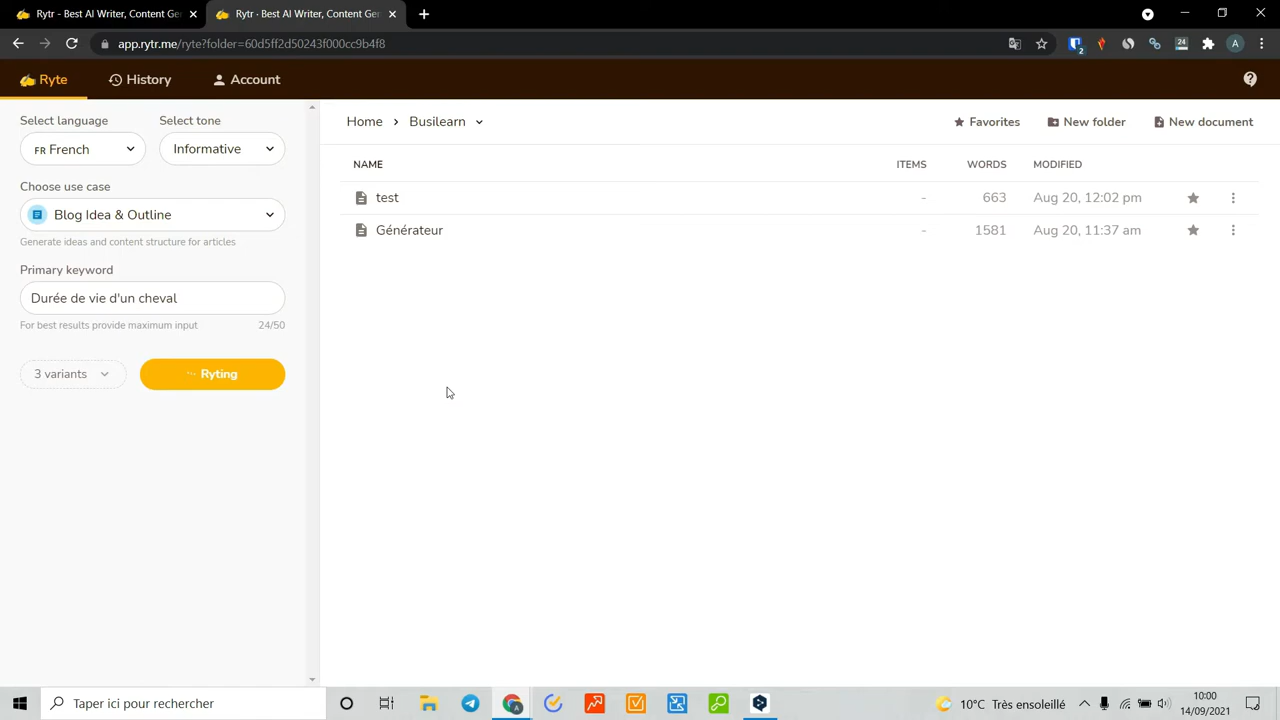 Rytr - Best AI Writer, Content Gen
Rytr - Best AI Writer, Content Gen
app.rytr.me/ryte?folder=60d5ff2d50243f000cc9b4f8
2
24
A
Ryte
History
Account
Select language
Select tone
FR French
Informative
Choose use case
Blog Idea & Outline
Generate ideas and content structure for articles
Primary keyword
Durée de vie d'un cheval
For best results provide maximum input
24/50
3 variants
Ryting
Home
Busilearn
Favorites
New folder
New document
NAME
ITEMS
WORDS
MODIFIED
test
-
663
Aug 20, 12:02 pm
Générateur
-
1581
Aug 20, 11:37 am
Taper ici pour rechercher
10°C Très ensoleillé
10:00
14/09/2021